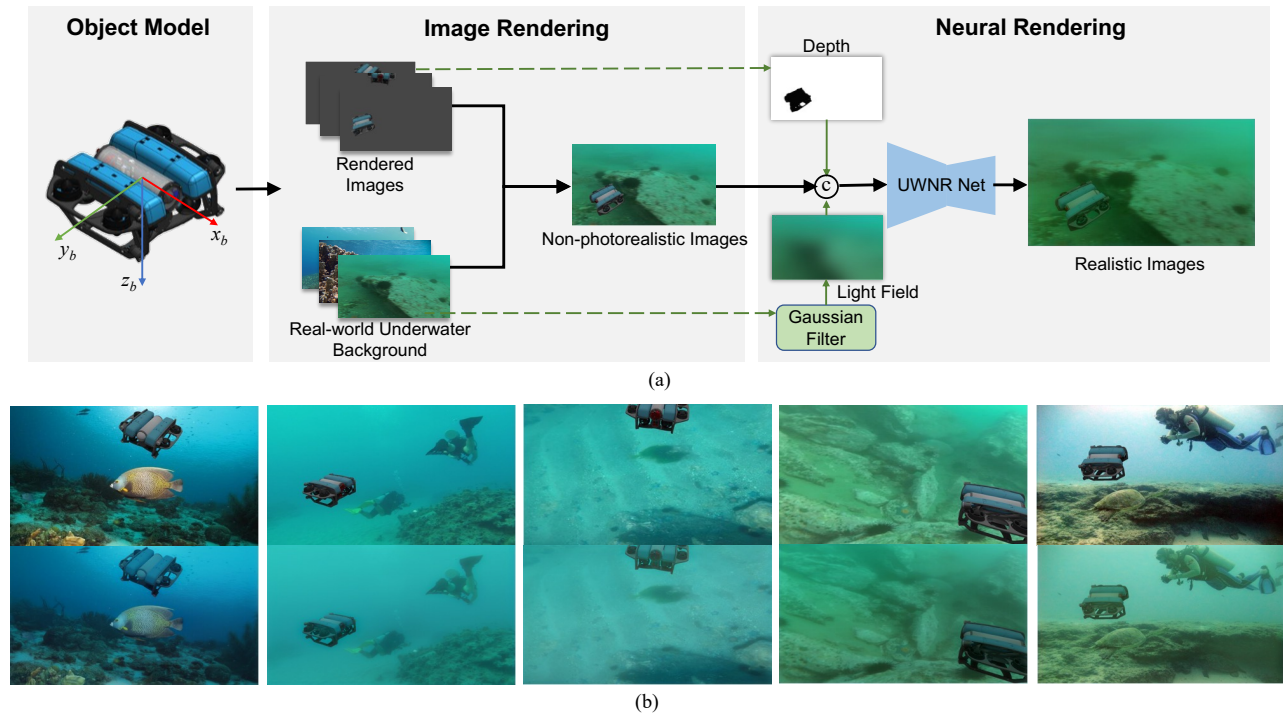 Object Model
Image Rendering
Neural Rendering
Depth
Rendered
Images
UWNR Net
c
x_b
y_b
z_b
Non-photorealistic Images
Realistic Images
Light Field
Real-world Underwater
Background
Gaussian
Filter
(a)
(b)